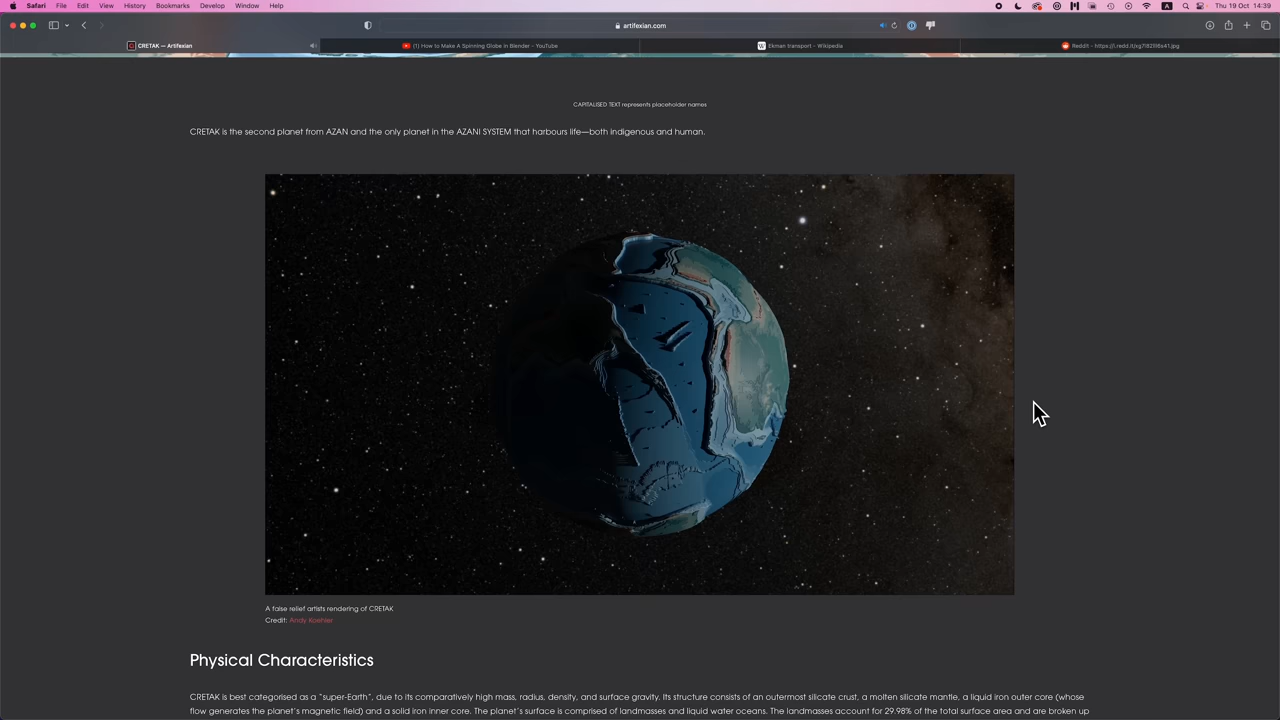 Safari File Edit View History Bookmarks Develop Window Help A Thu 19 Oct 14:39
artifexian.com
CRETAK — Artifexian
(1) How to Make A Spinning Globe in Blender - YouTube
Ekman transport - Wikipedia
CAPITALISED TEXT represents placeholder names
CRETAK is the second planet from AZAN and the only planet in the AZANI SYSTEM that harbours life—both indigenous and human.
A false relief artists rendering of CRETAK
Credit: Andy Koehler
Physical Characteristics
CRETAK is best categorised as a “super-Earth”, due to its comparatively high mass, radius, density, and surface gravity. Its structure consists of an outermost silicate crust, a molten silicate mantle, a liquid iron outer core (whose
flow generates the planet’s magnetic field) and a solid iron inner core. The planet’s surface is comprised of landmasses and liquid water oceans. The landmasses account for 29.98% of the total surface area and are broken up